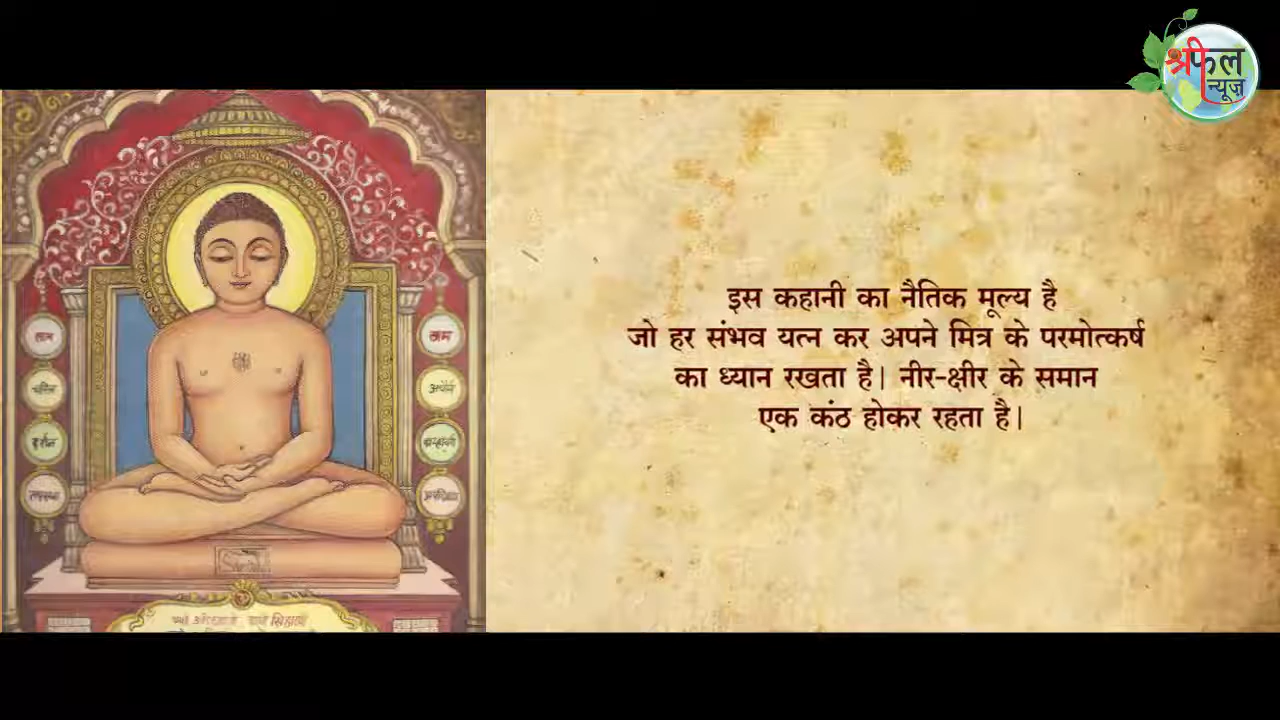 श्रीफल
न्यूज़
इस कहानी का नैतिक मूल्य है
जो हर संभव यत्न कर अपने मित्र के परमोत्कर्ष
का ध्यान रखता है। नीर-क्षीर के समान
एक कंठ होकर रहता है।